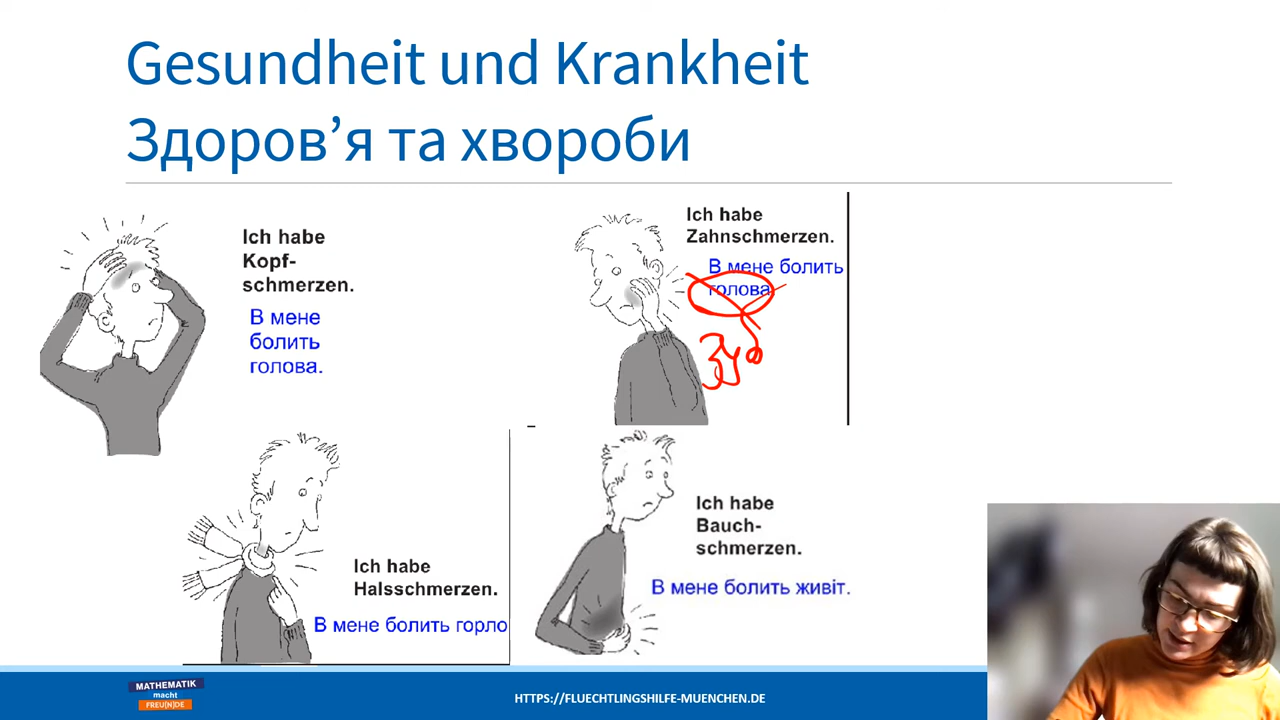 Gesundheit und Krankheit
Здоров’я та хвороби
Ich habe
Kopf-
schmerzen.
В мене
болить
голова.
Ich habe
Zahnschmerzen.
В мене болить
голова
зуб
Ich habe
Halsschmerzen.
В мене болить горло
Ich habe
Bauch-
schmerzen.
В мене болить живіт.
MATHEMATIK
macht
FREU(N)DE
HTTPS://FLUECHTLINGSHILFE-MUENCHEN.DE